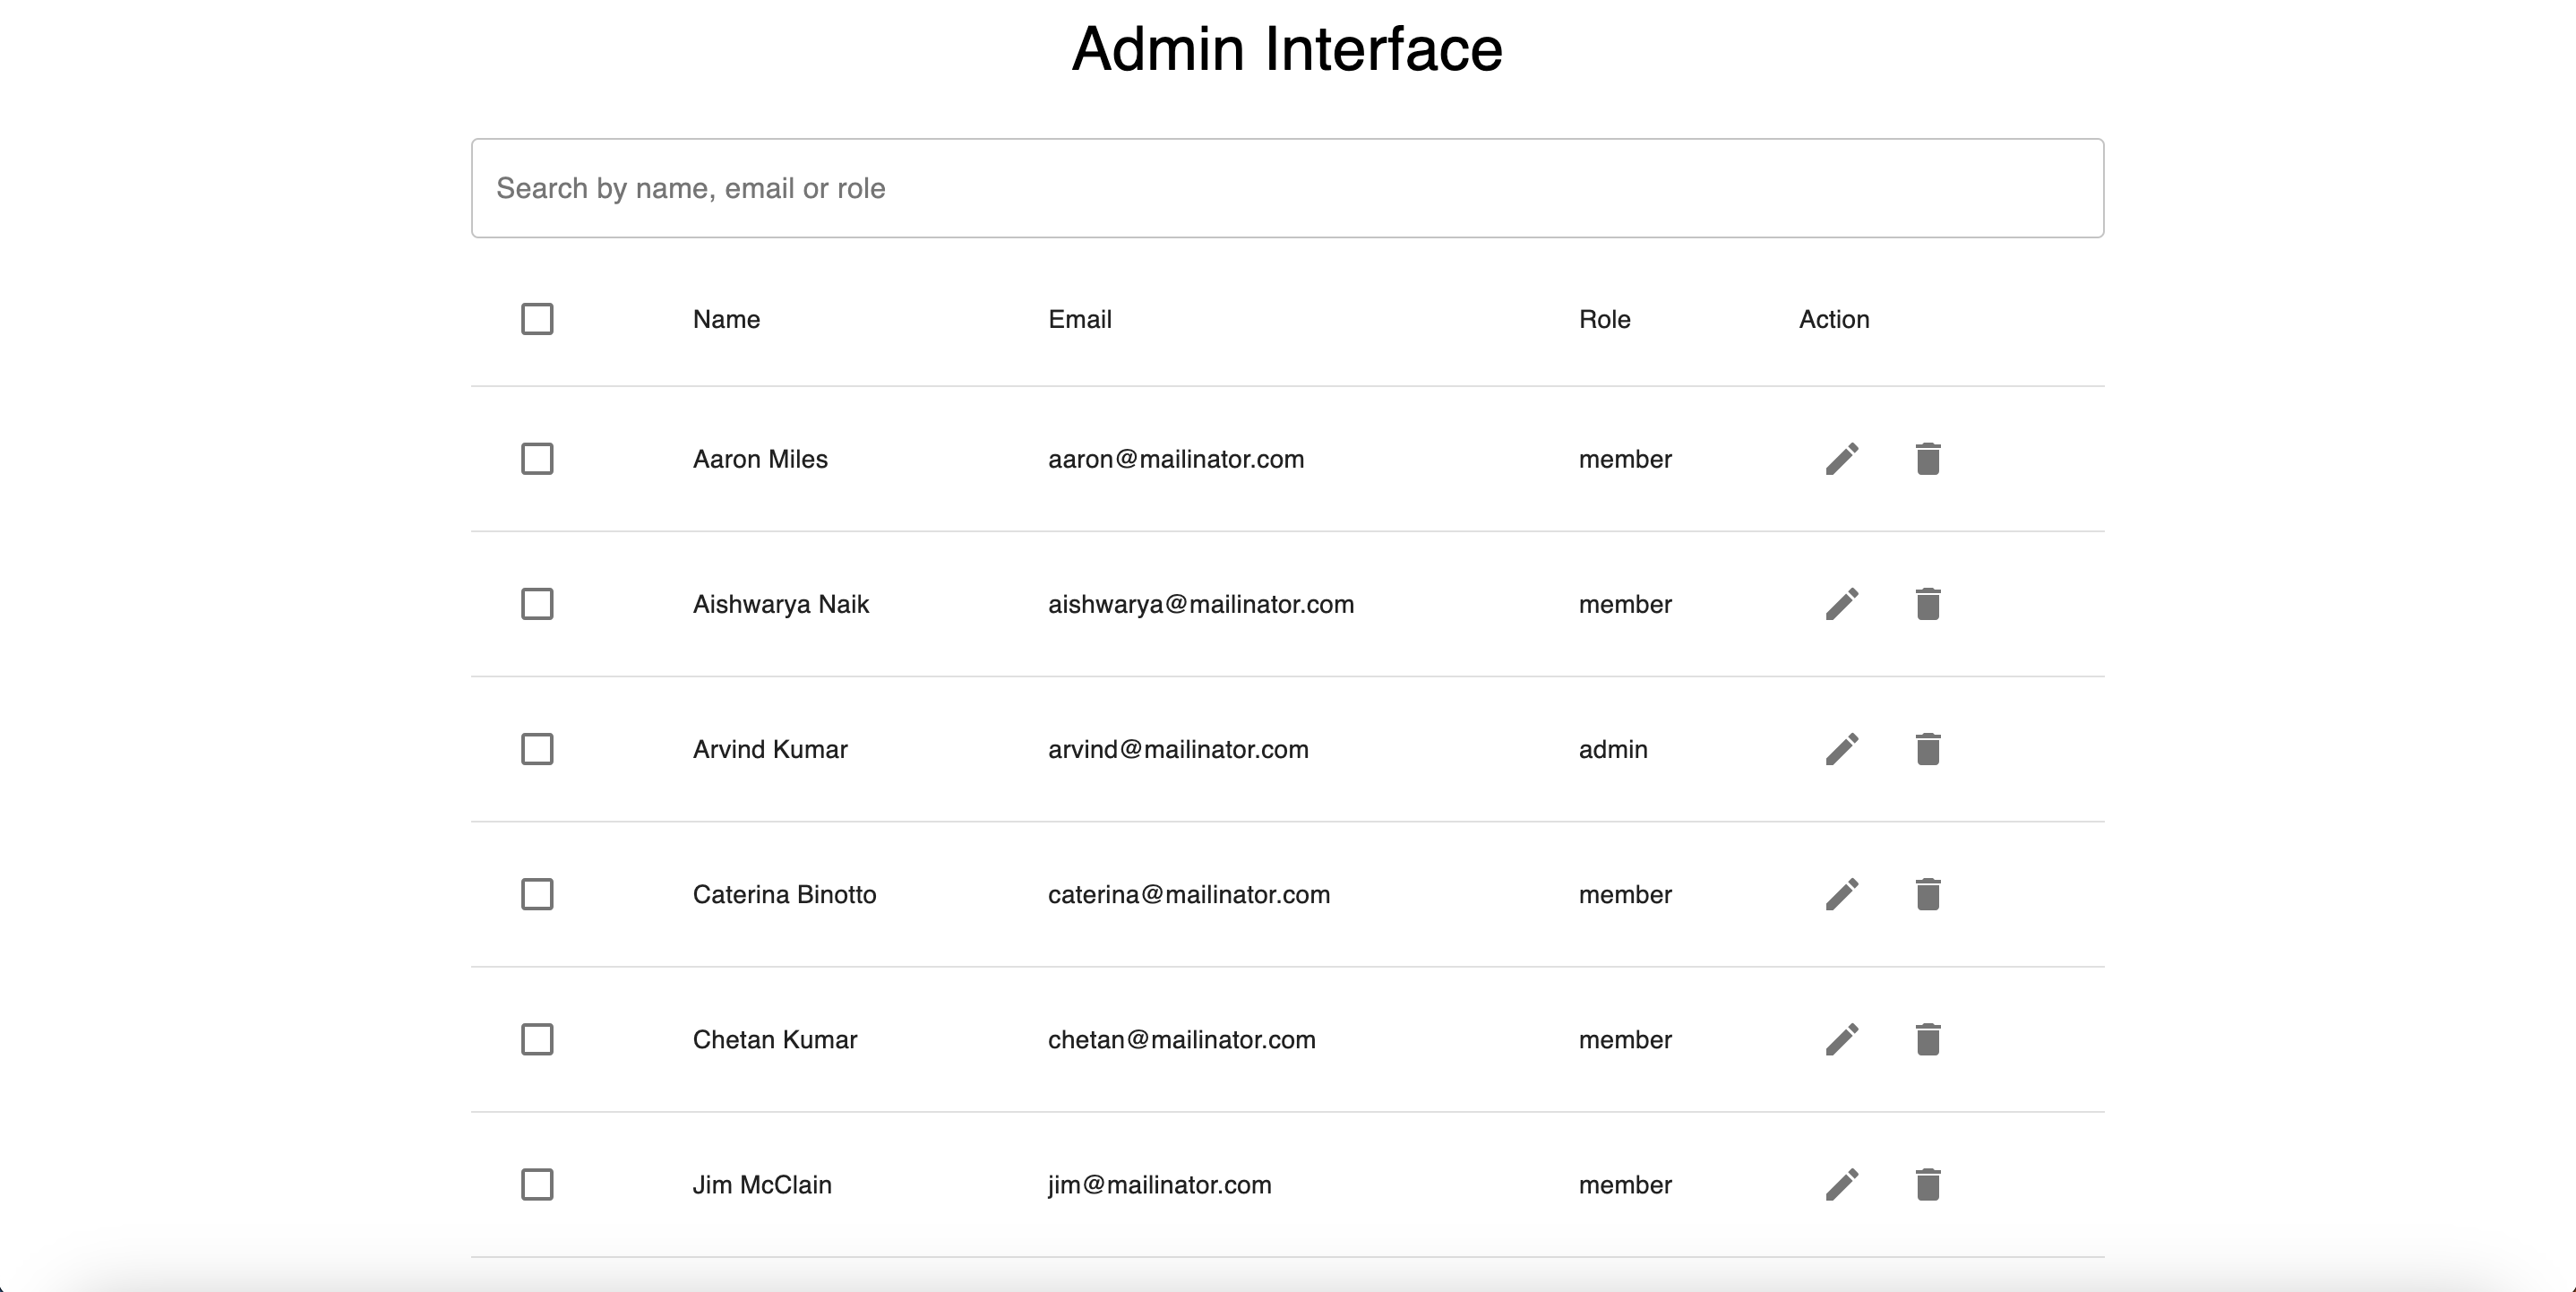 Admin Interface
Search by name, email or role
Name Email Role Action
Aaron Miles aaron@mailinator.com member
Aishwarya Naik aishwarya@mailinator.com member
Arvind Kumar arvind@mailinator.com admin
Caterina Binotto caterina@mailinator.com member
Chetan Kumar chetan@mailinator.com member
Jim McClain jim@mailinator.com member